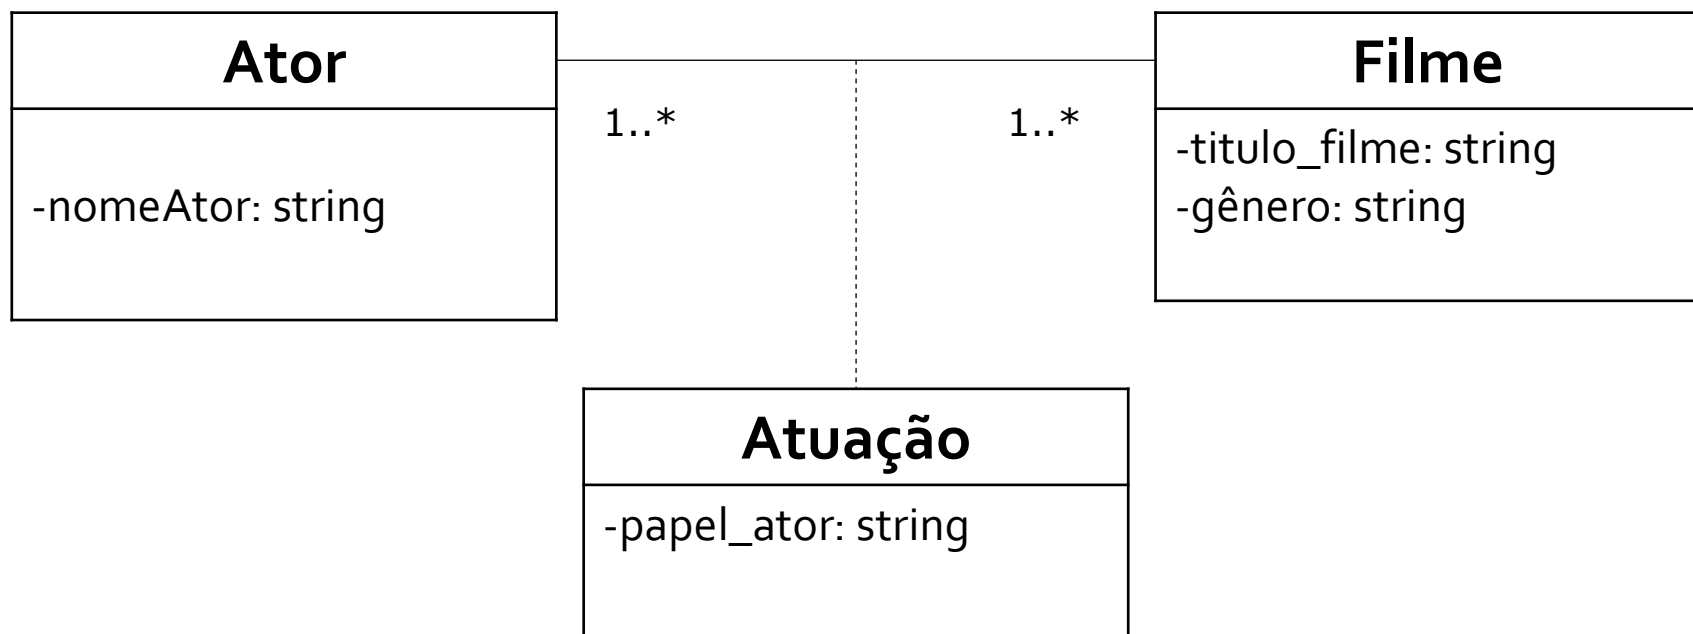 Ator
-nomeAtor: string
1..*
1..*
Filme
-titulo_filme: string
-gênero: string
Atuação
-papel_ator: string